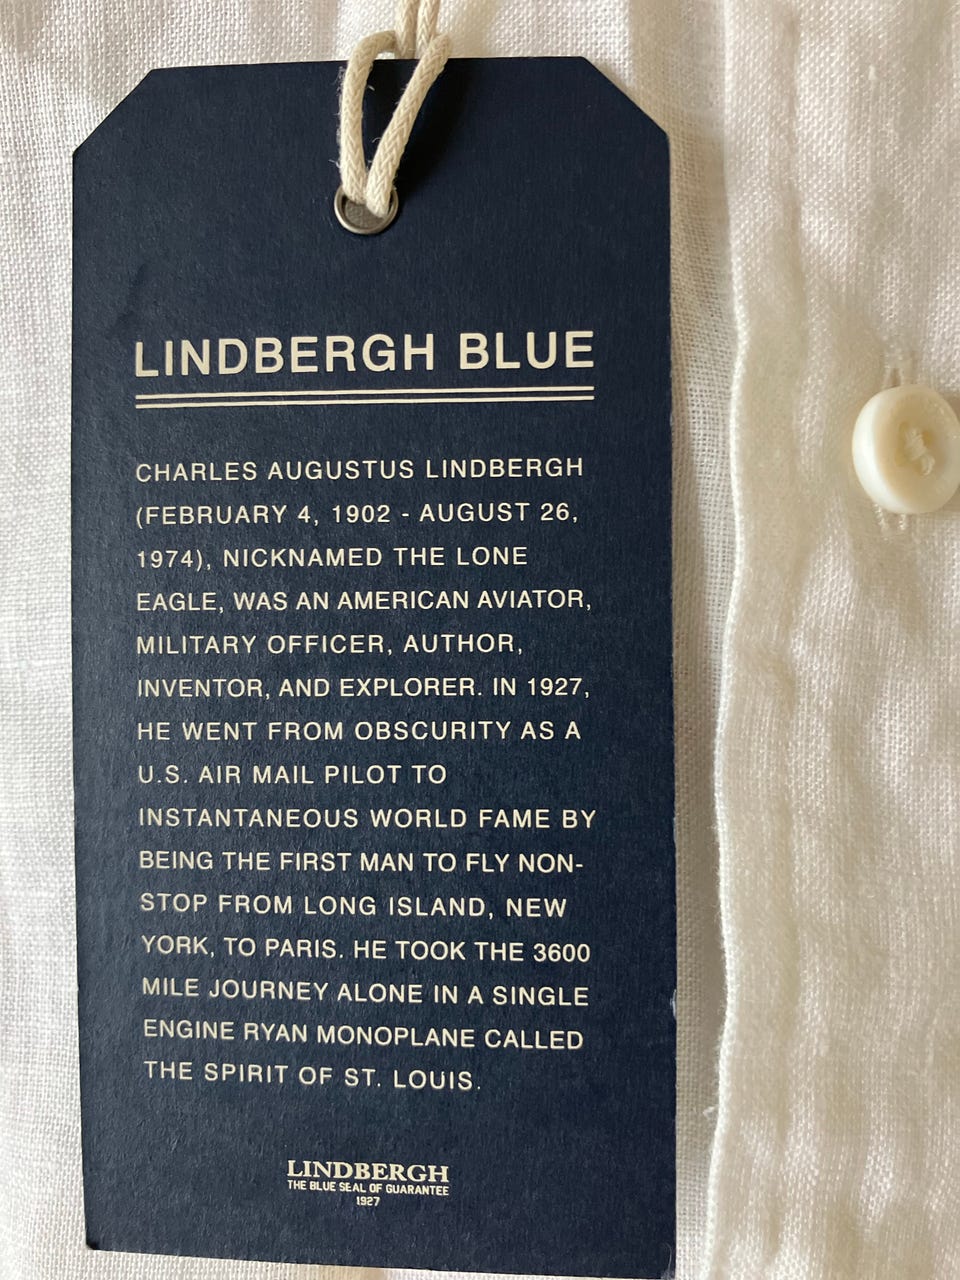 LINDBERGH BLUE
CHARLES AUGUSTUS LINDBERGH
(FEBRUARY 4, 1902 - AUGUST 26,
1974), NICKNAMED THE LONE
EAGLE, WAS AN AMERICAN AVIATOR,
MILITARY OFFICER, AUTHOR,
INVENTOR, AND EXPLORER. IN 1927,
HE WENT FROM OBSCURITY AS A
U.S. AIR MAIL PILOT TO
INSTANTANEOUS WORLD FAME BY
BEING THE FIRST MAN TO FLY NON-
STOP FROM LONG ISLAND, NEW
YORK, TO PARIS. HE TOOK THE 3600
MILE JOURNEY ALONE IN A SINGLE
ENGINE RYAN MONOPLANE CALLED
THE SPIRIT OF ST. LOUIS.
LINDBERGH
THE BLUE SEAL OF GUARANTEE
1927